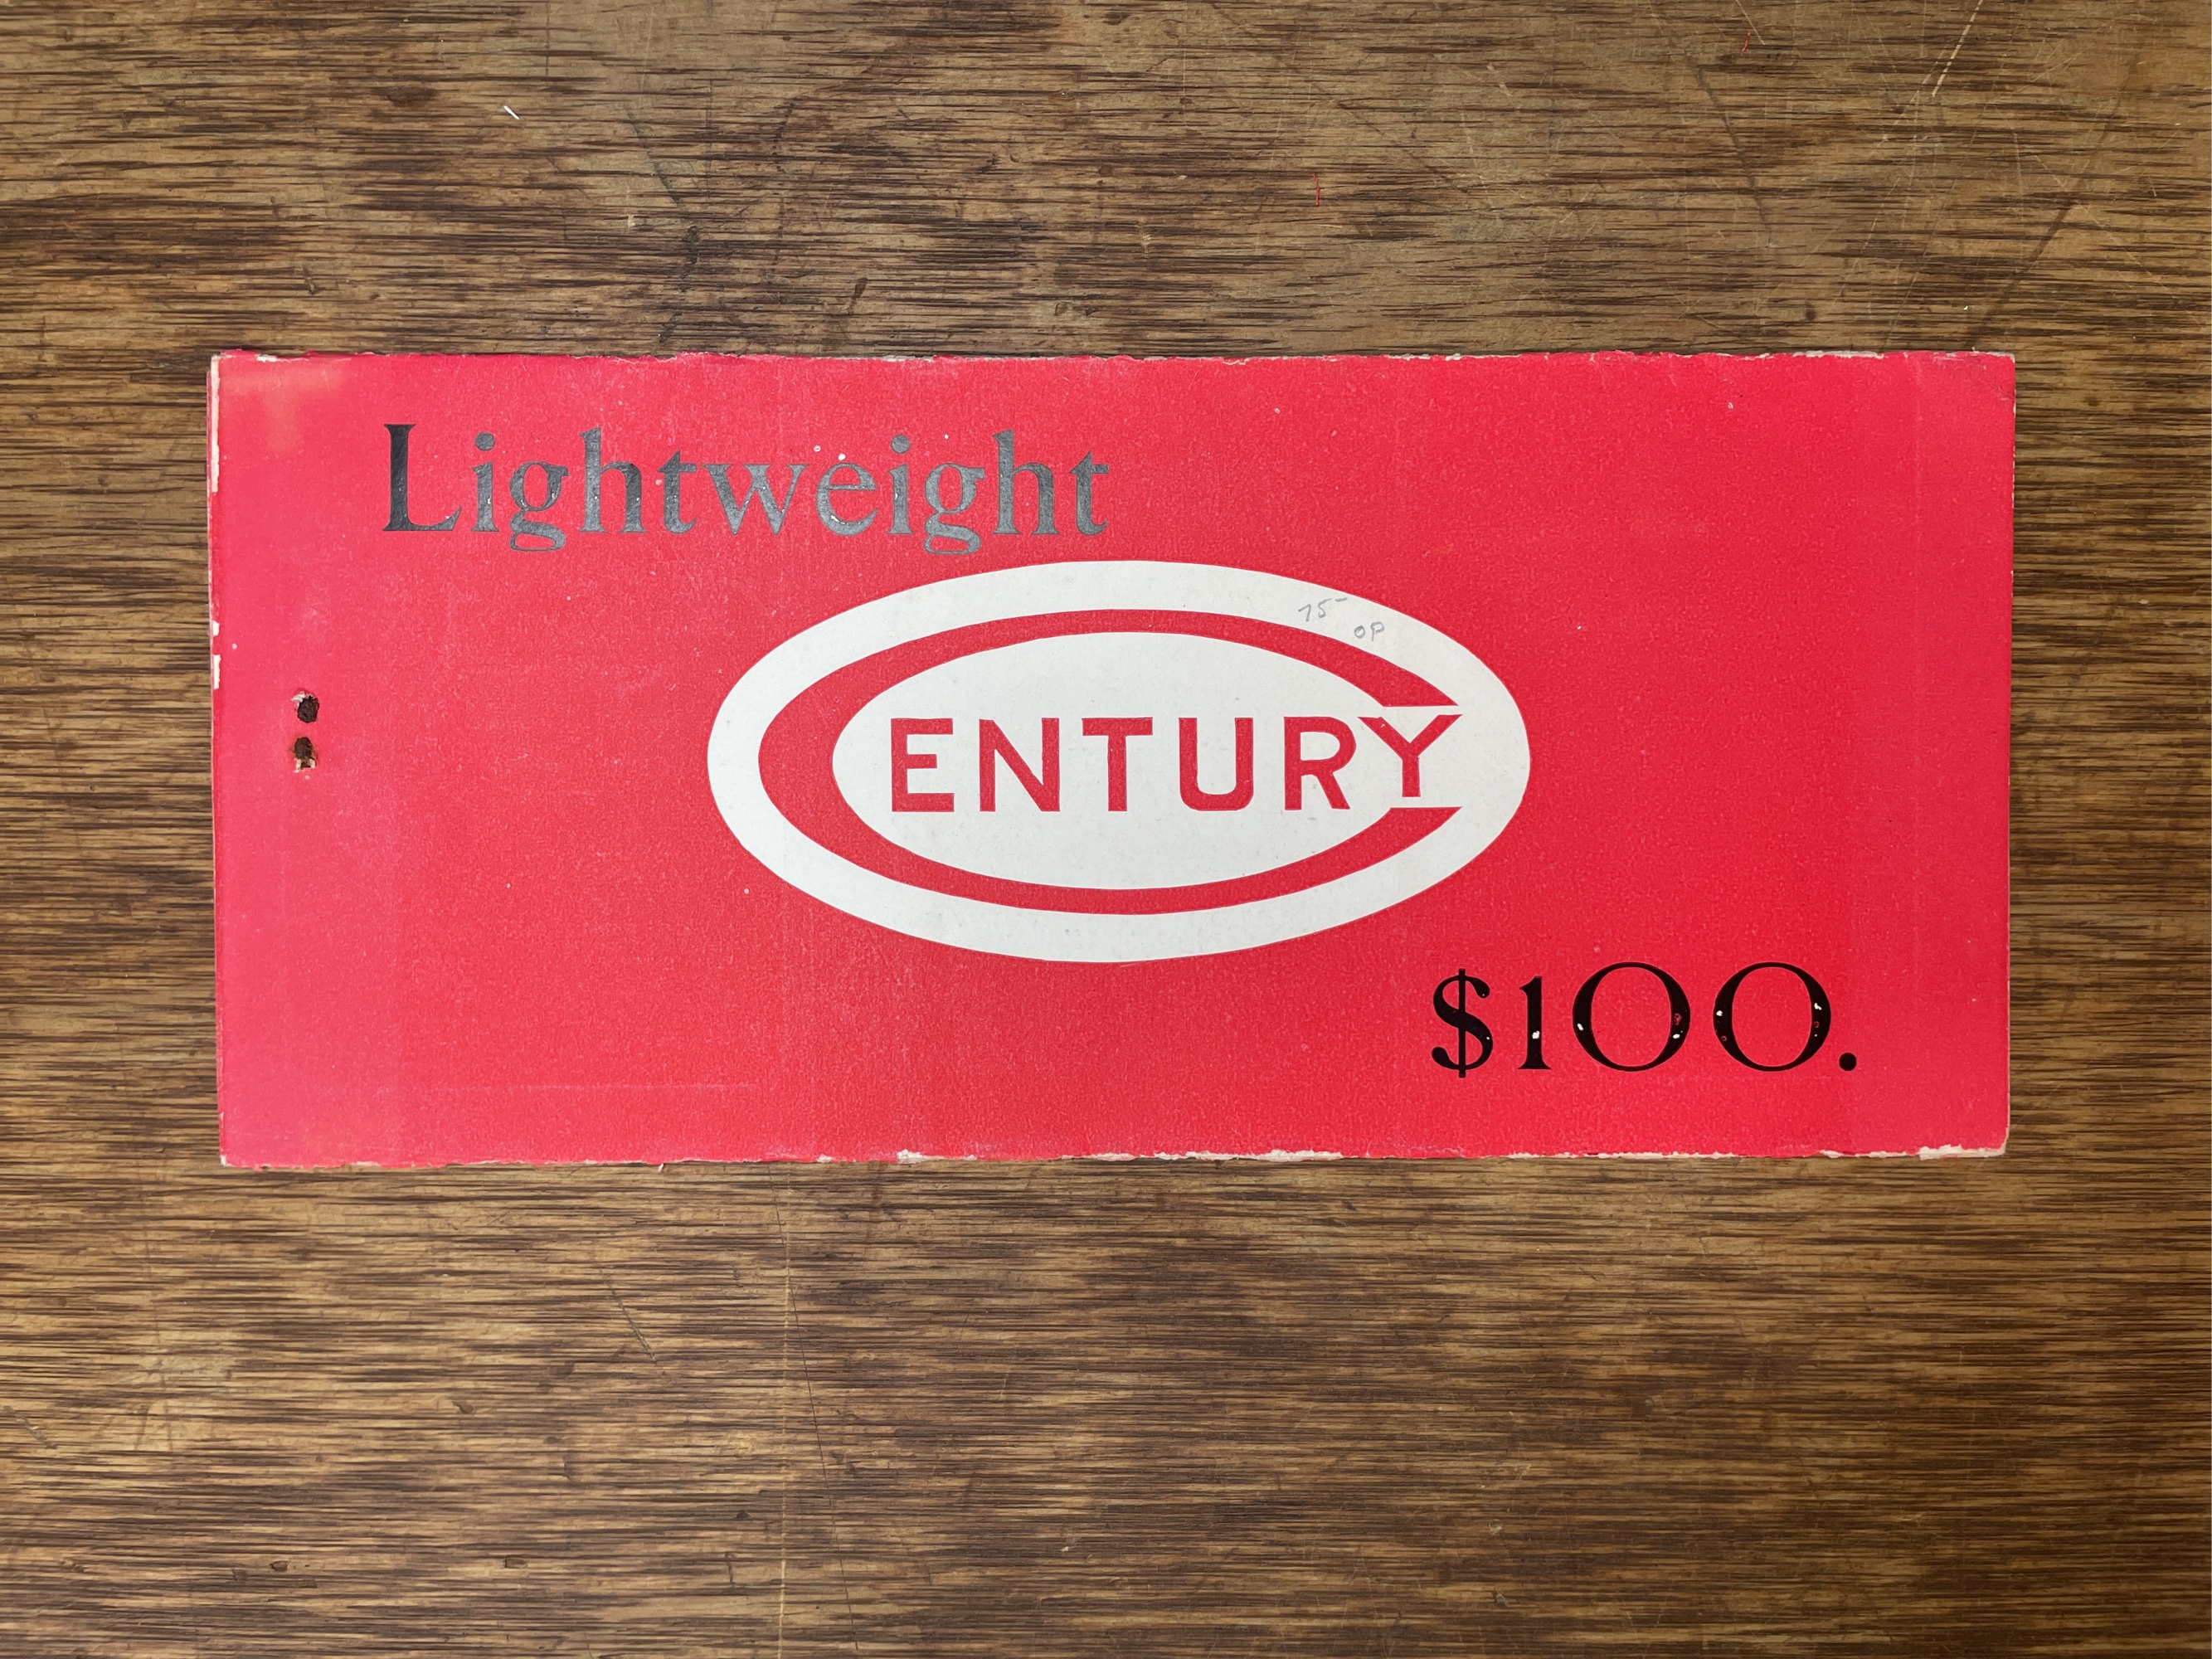 Lightweight
75-
OP
CENTURY
$100.